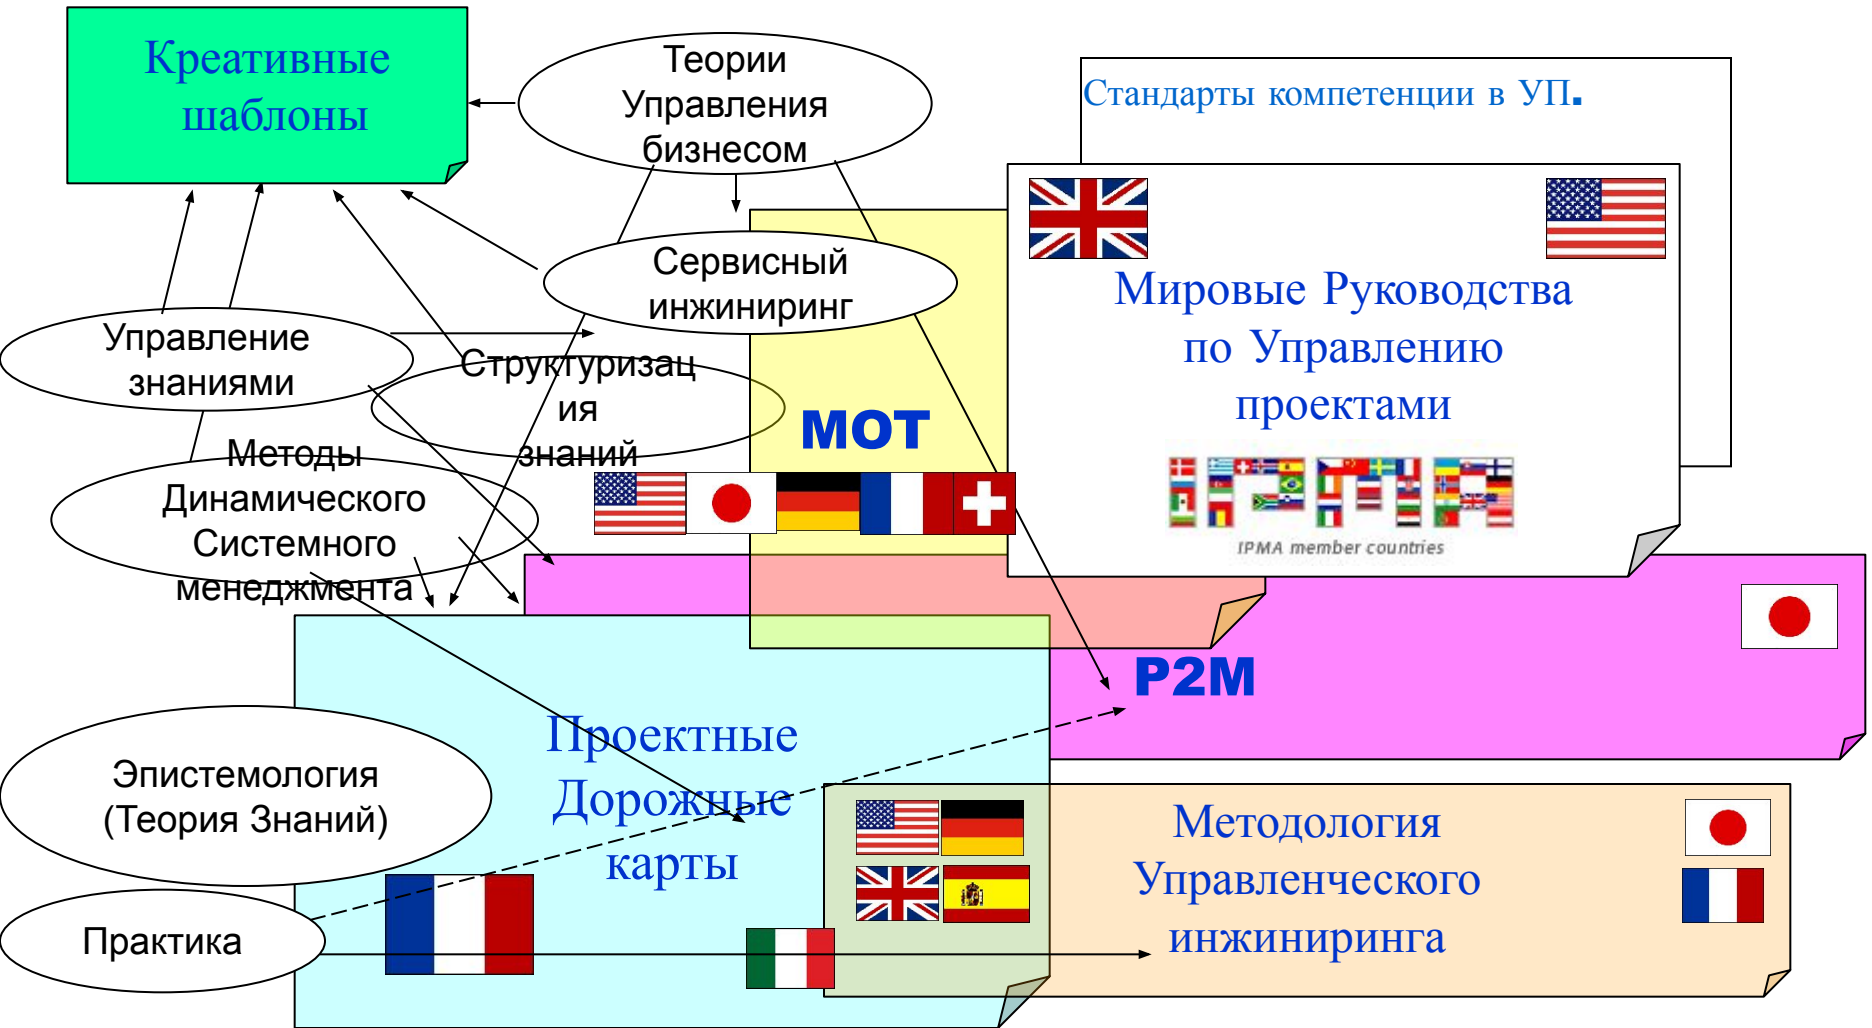 Креативные
шаблоны
Теории
Управления
бизнесом
Стандарты компетенции в УП.
Сервисный
инжиниринг
Мировые Руководства
по Управлению
проектами
IPMA
IPMA member countries
Управление
знаниями
Структуризац
ия
знаний
МОТ
Методы
Динамического
Системного
менеджмента
P2M
Проектные
Дорожные
карты
Эпистемология
(Теория Знаний)
Методология
Управленческого
инжиниринга
Практика